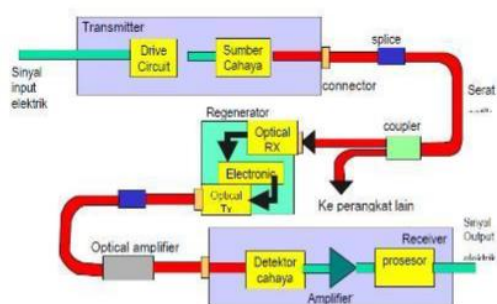 Transmitter
Drive
Circuit
Sumber
Cahaya
splice
Sinyal
input
elektrik
connector
Serat
Regenerator
Optical
RX
coupler
Electronic
Optical
Tx
Ke perangkat lain
Sinyal
Output
elektrik
Optical amplifier
Receiver
Detektor
cahaya
prosesor
Amplifier